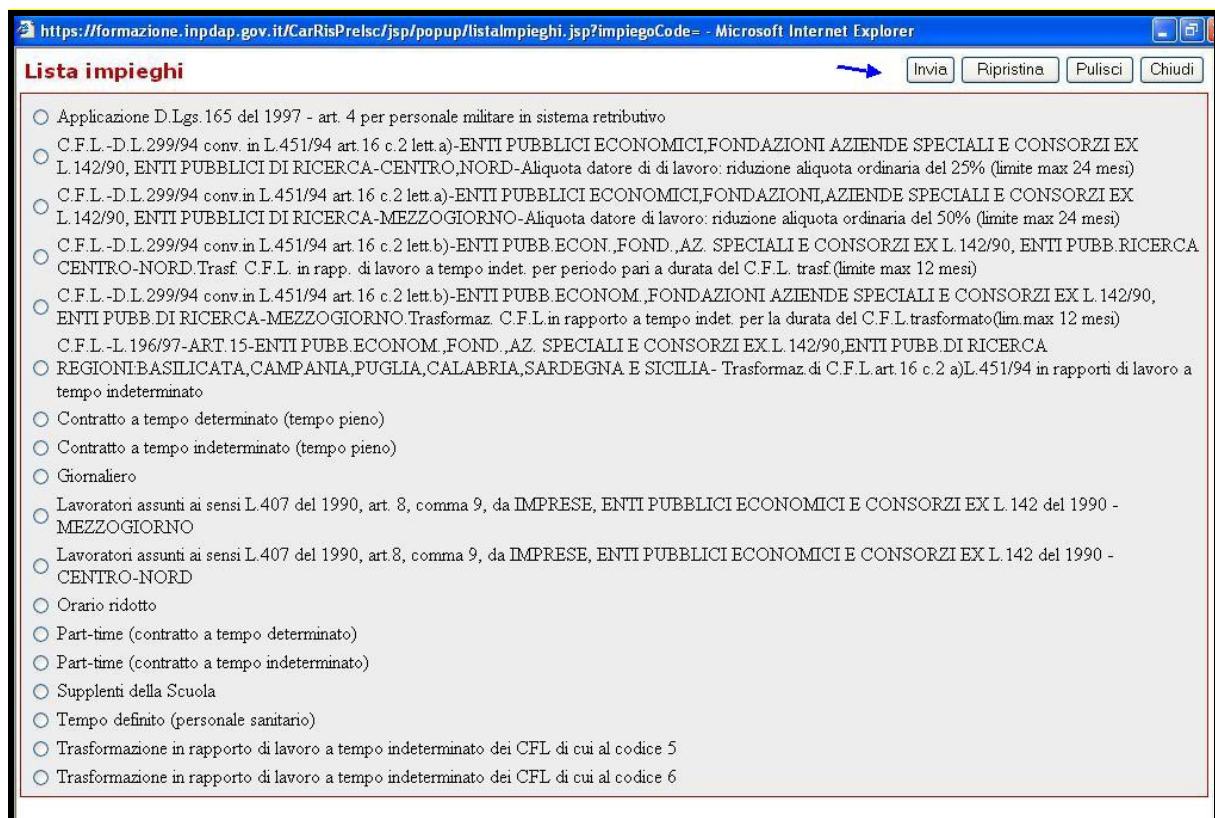 https://formazione.inpdap.gov.it/CarRisPreIsc/jsp/popup/listaImpieghi.jsp?impiegoCode= - Microsoft Internet Explorer
Lista impieghi
Invia Ripristina Pulisci Chiudi
Applicazione D.Lgs.165 del 1997 - art. 4 per personale militare in sistema retributivo
C.F.L.-D.L.299/94 conv. in L.451/94 art.16 c.2 lett.a)-ENTI PUBBLICI ECONOMICI,FONDAZIONI AZIENDE SPECIALI E CONSORZI EX
L.142/90, ENTI PUBBLICI DI RICERCA-CENTRO,NORD-Aliquota datore di di lavoro: riduzione aliquota ordinaria del 25% (limite max 24 mesi)
C.F.L.-D.L.299/94 conv.in L.451/94 art.16 c.2 lett.a)-ENTI PUBBLICI ECONOMICI,FONDAZIONI,AZIENDE SPECIALI E CONSORZI EX
L.142/90, ENTI PUBBLICI DI RICERCA-MEZZOGIORNO-Aliquota datore di lavoro: riduzione aliquota ordinaria del 50% (limite max 24 mesi)
C.F.L.-D.L.299/94 conv.in L.451/94 art.16 c.2 lett.b)-ENTI PUBB.ECON.,FOND.,AZ. SPECIALI E CONSORZI EX L.142/90, ENTI PUBB.RICERCA
CENTRO-NORD.Trasf. C.F.L. in rapp. di lavoro a tempo indet. per periodo pari a durata del C.F.L. trasf.(limite max 12 mesi)
C.F.L.-D.L.299/94 conv.in L.451/94 art.16 c.2 lett.b)-ENTI PUBB.ECONOM.,FONDAZIONI AZIENDE SPECIALI E CONSORZI EX L.142/90,
ENTI PUBB.DI RICERCA-MEZZOGIORNO.Trasformaz. C.F.L.in rapporto a tempo indet. per la durata del C.F.L.trasformato(lim.max 12 mesi)
C.F.L.-L.196/97-ART.15-ENTI PUBB.ECONOM.,FOND.,AZ. SPECIALI E CONSORZI EX.L.142/90,ENTI PUBB.DI RICERCA
REGIONI:BASILICATA,CAMPANIA,PUGLIA,CALABRIA,SARDEGNA E SICILIA- Trasformaz.di C.F.L.art.16 c.2 a)L.451/94 in rapporti di lavoro a
tempo indeterminato
Contratto a tempo determinato (tempo pieno)
Contratto a tempo indeterminato (tempo pieno)
Giornaliero
Lavoratori assunti ai sensi L.407 del 1990, art. 8, comma 9, da IMPRESE, ENTI PUBBLICI ECONOMICI E CONSORZI EX L.142 del 1990 -
MEZZOGIORNO
Lavoratori assunti ai sensi L.407 del 1990, art.8, comma 9, da IMPRESE, ENTI PUBBLICI ECONOMICI E CONSORZI EX L.142 del 1990 -
CENTRO-NORD
Orario ridotto
Part-time (contratto a tempo determinato)
Part-time (contratto a tempo indeterminato)
Supplenti della Scuola
Tempo definito (personale sanitario)
Trasformazione in rapporto di lavoro a tempo indeterminato dei CFL di cui al codice 5
Trasformazione in rapporto di lavoro a tempo indeterminato dei CFL di cui al codice 6